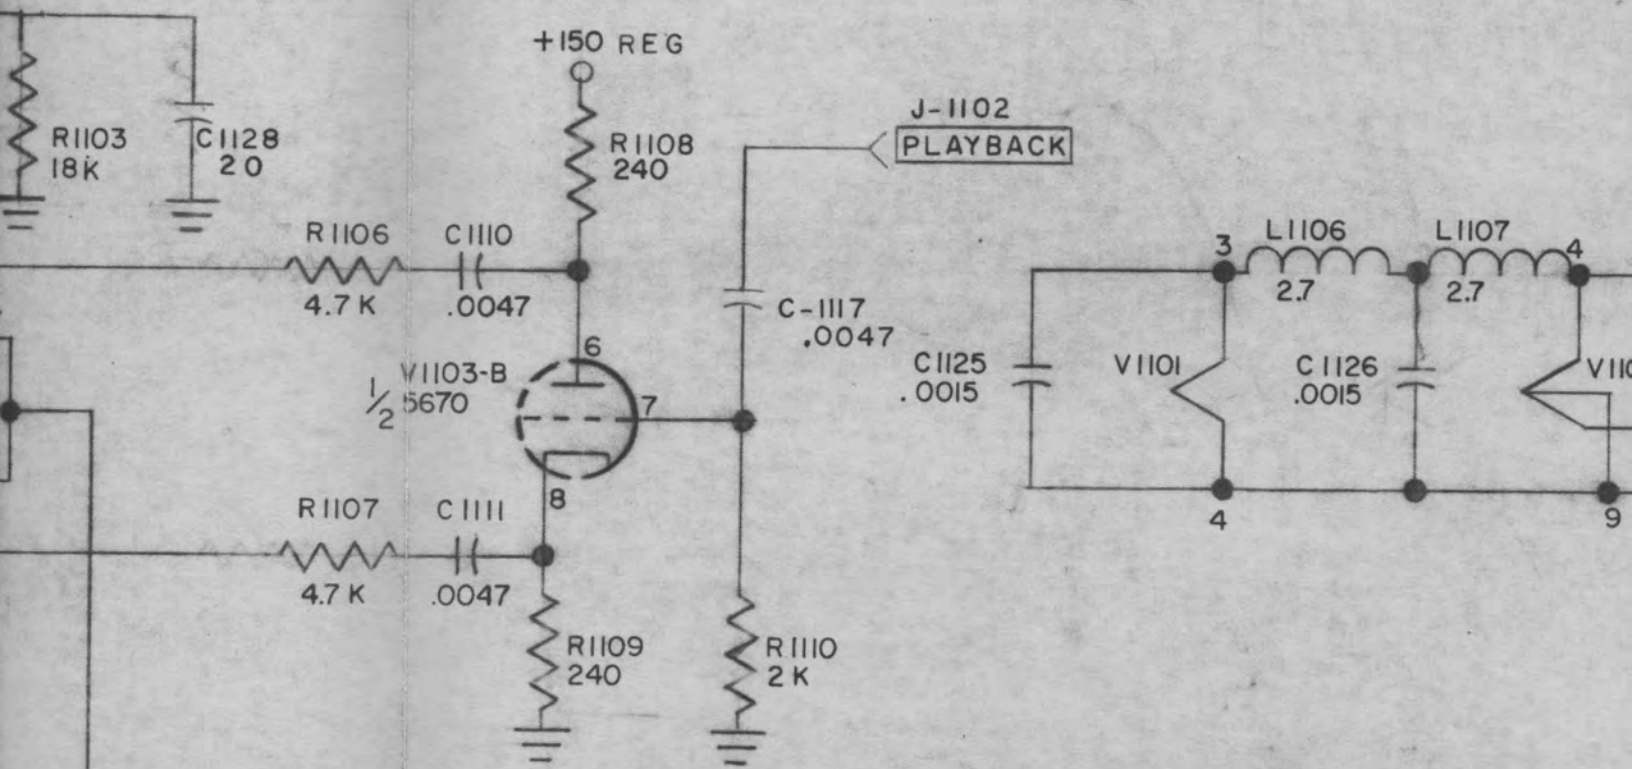 +150 REG
R1103
18K
C1128
20
R1108
240
J-1102
PLAYBACK
R1106
4.7 K
C1110
.0047
C-1117
.0047
6
V1103-B
1/2 5670
7
8
R1107
4.7 K
C1111
.0047
R1109
240
R1110
2 K
3
L1106
2.7
L1107
2.7
4
C1125
.0015
V1101
C1126
.0015
4
9